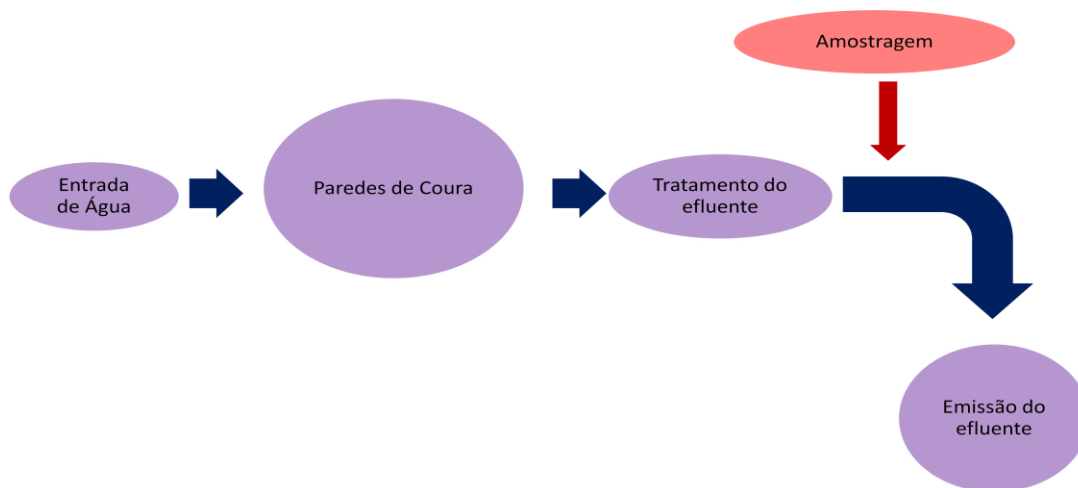 Amostragem
Entrada
de Água
Paredes de Coura
Tratamento do
efluente
Emissão do
efluente